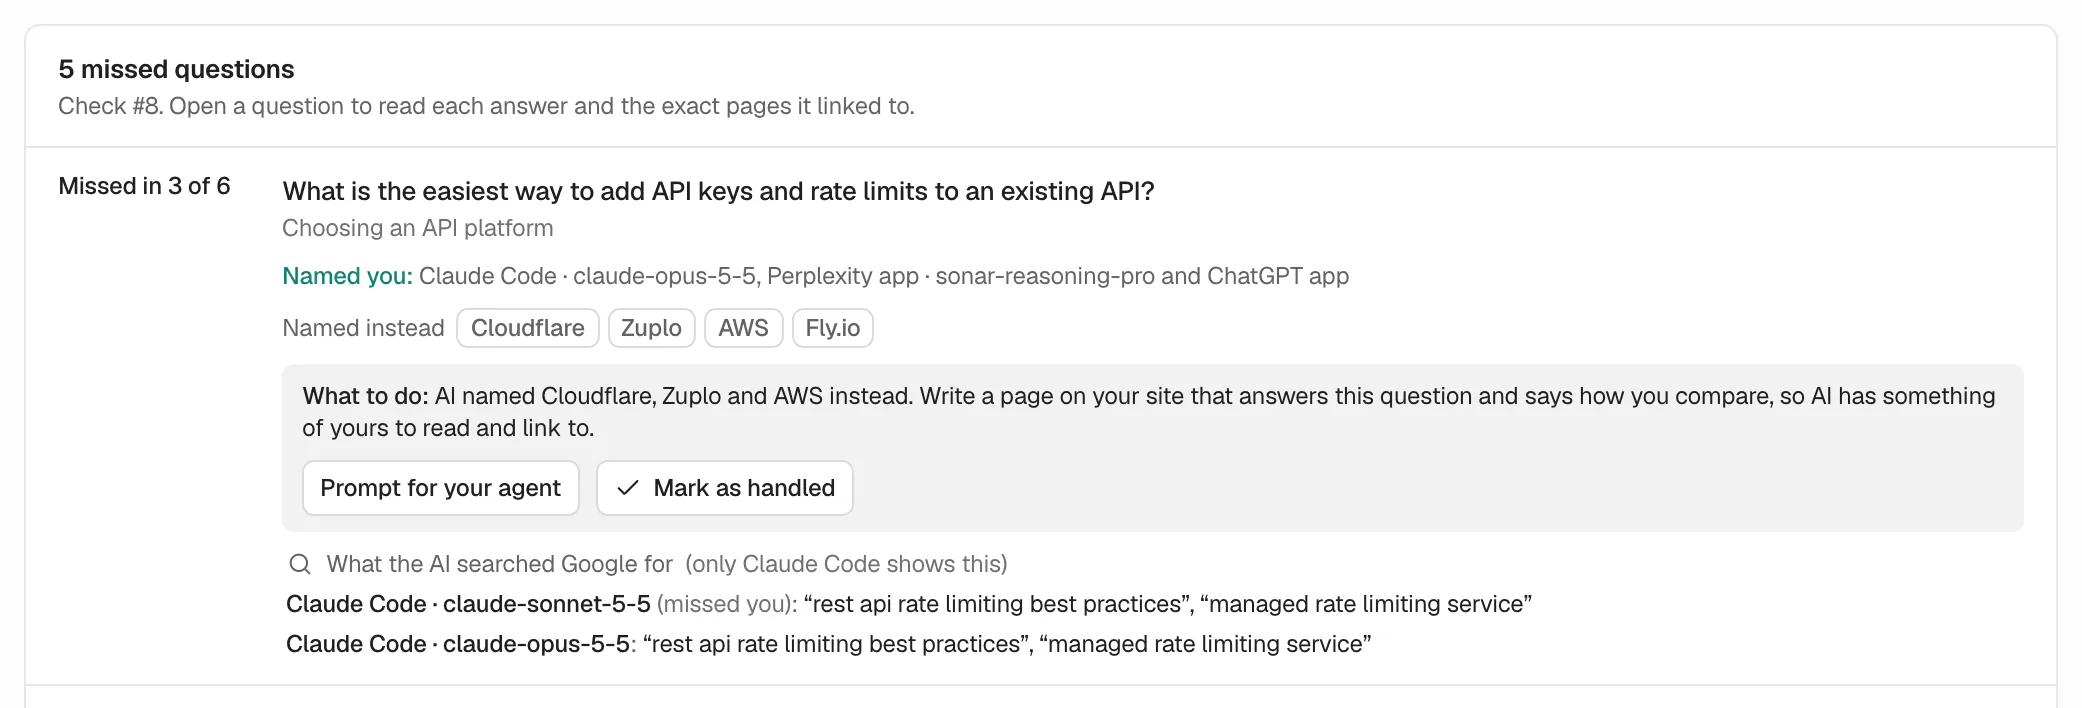 5 missed questions
Check #8. Open a question to read each answer and the exact pages it linked to.
Missed in 3 of 6
What is the easiest way to add API keys and rate limits to an existing API?
Choosing an API platform
Named you: Claude Code · claude-opus-5-5, Perplexity app · sonar-reasoning-pro and ChatGPT app
Named instead Cloudflare Zuplo AWS Fly.io
What to do: AI named Cloudflare, Zuplo and AWS instead. Write a page on your site that answers this question and says how you compare, so AI has something
of yours to read and link to.
Prompt for your agent Mark as handled
What the AI searched Google for (only Claude Code shows this)
Claude Code · claude-sonnet-5-5 (missed you): “rest api rate limiting best practices”, “managed rate limiting service”
Claude Code · claude-opus-5-5: “rest api rate limiting best practices”, “managed rate limiting service”